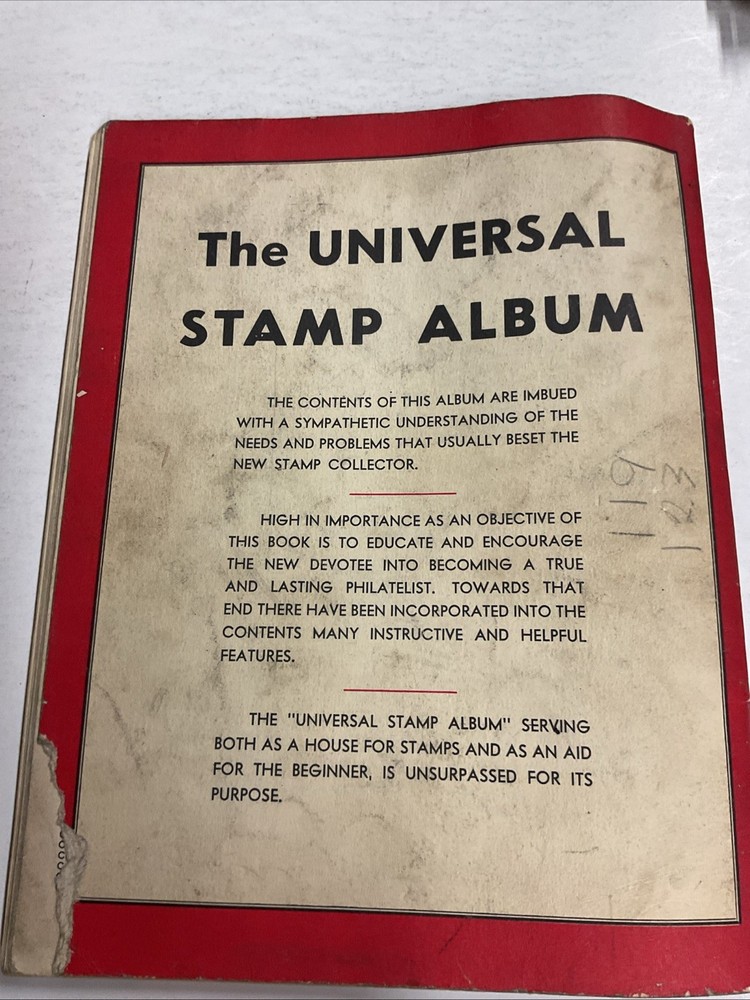 The UNIVERSAL
STAMP ALBUM
THE CONTENTS OF THIS ALBUM ARE IMBUED
WITH A SYMPATHETIC UNDERSTANDING OF THE
NEEDS AND PROBLEMS THAT USUALLY BESET THE
NEW STAMP COLLECTOR.
HIGH IN IMPORTANCE AS AN OBJECTIVE OF
THIS BOOK IS TO EDUCATE AND ENCOURAGE
THE NEW DEVOTEE INTO BECOMING A TRUE
AND LASTING PHILATELIST. TOWARDS THAT
END THERE HAVE BEEN INCORPORATED INTO THE
CONTENTS MANY INSTRUCTIVE AND HELPFUL
FEATURES.
THE "UNIVERSAL STAMP ALBUM" SERVING
BOTH AS A HOUSE FOR STAMPS AND AS AN AID
FOR THE BEGINNER, IS UNSURPASSED FOR ITS
PURPOSE.
119
123